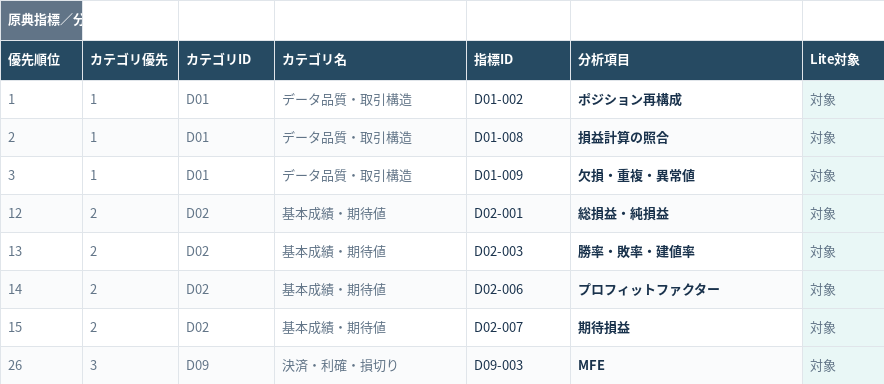 原典指標／分
優先順位 カテゴリ優先 カテゴリID カテゴリ名 指標ID 分析項目 Lite対象
1 1 D01 データ品質・取引構造 D01-002 ポジション再構成 対象
2 1 D01 データ品質・取引構造 D01-008 損益計算の照合 対象
3 1 D01 データ品質・取引構造 D01-009 欠損・重複・異常値 対象
12 2 D02 基本成績・期待値 D02-001 総損益・純損益 対象
13 2 D02 基本成績・期待値 D02-003 勝率・敗率・建値率 対象
14 2 D02 基本成績・期待値 D02-006 プロフィットファクター 対象
15 2 D02 基本成績・期待値 D02-007 期待損益 対象
26 3 D09 決済・利確・損切り D09-003 MFE 対象